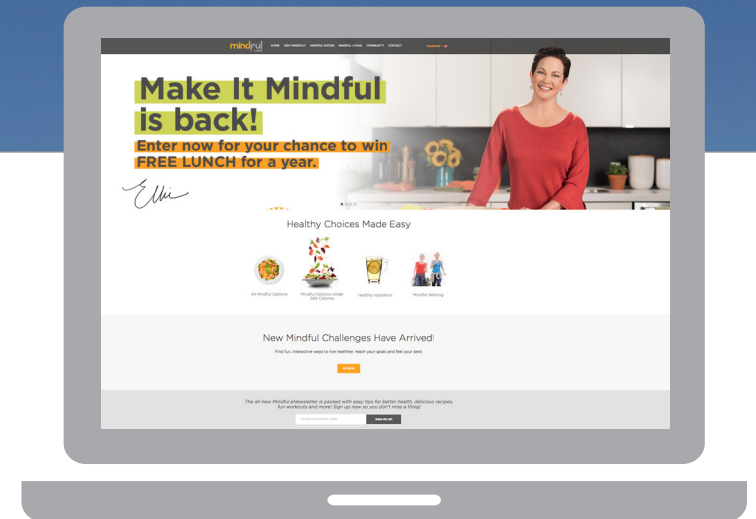 mindful
HOME WHY MINDFUL? MINDFUL EATING MINDFUL LIVING COMMUNITY CONTACT
Make It Mindful
is back!
Enter now for your chance to win
FREE LUNCH for a year.
Ellie
Healthy Choices Made Easy
All Mindful Options
Mindful Options Under
550 Calories
Healthy Hydration
Mindful Walking
New Mindful Challenges Have Arrived!
Find fun, interactive ways to live healthier, reach your goals and feel your best.
The all-new Mindful eNewsletter is packed with easy tips for better health, delicious recipes,
fun workouts and more! Sign up now so you don't miss a thing!
SIGN ME UP!